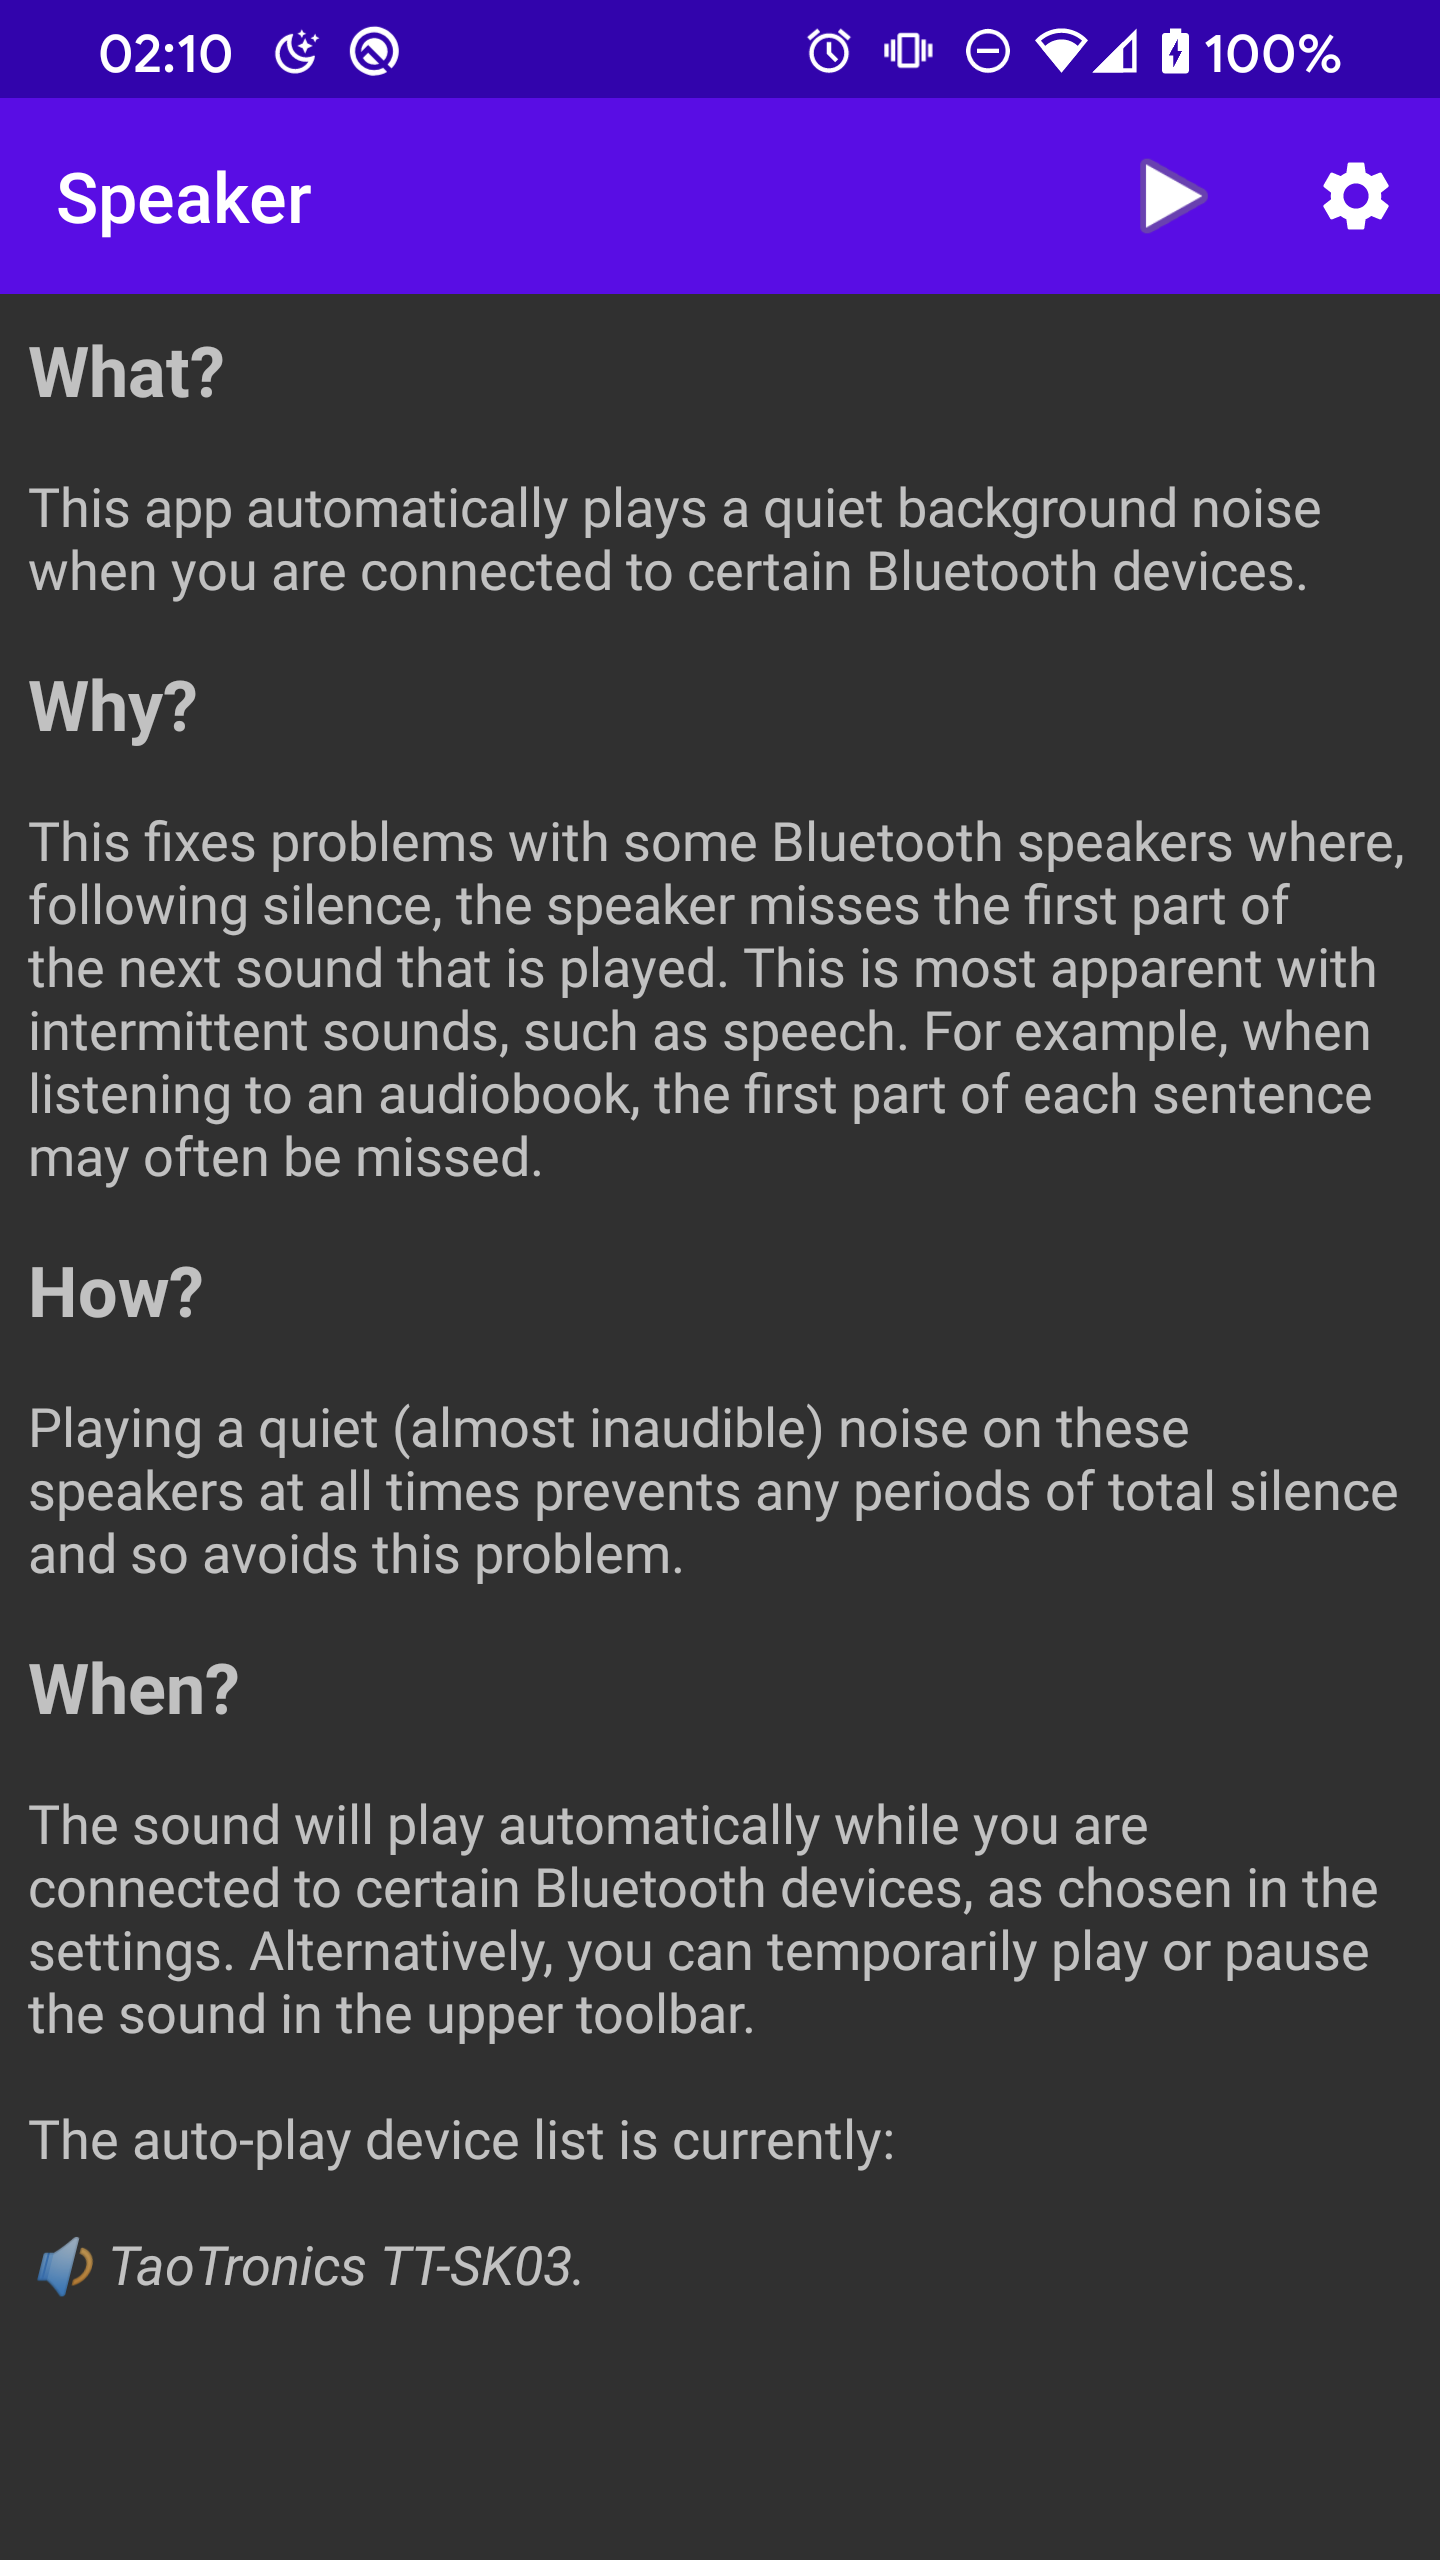 02:10 100%
Speaker
What?
This app automatically plays a quiet background noise
when you are connected to certain Bluetooth devices.
Why?
This fixes problems with some Bluetooth speakers where,
following silence, the speaker misses the first part of
the next sound that is played. This is most apparent with
intermittent sounds, such as speech. For example, when
listening to an audiobook, the first part of each sentence
may often be missed.
How?
Playing a quiet (almost inaudible) noise on these
speakers at all times prevents any periods of total silence
and so avoids this problem.
When?
The sound will play automatically while you are
connected to certain Bluetooth devices, as chosen in the
settings. Alternatively, you can temporarily play or pause
the sound in the upper toolbar.
The auto-play device list is currently:
TaoTronics TT-SK03.